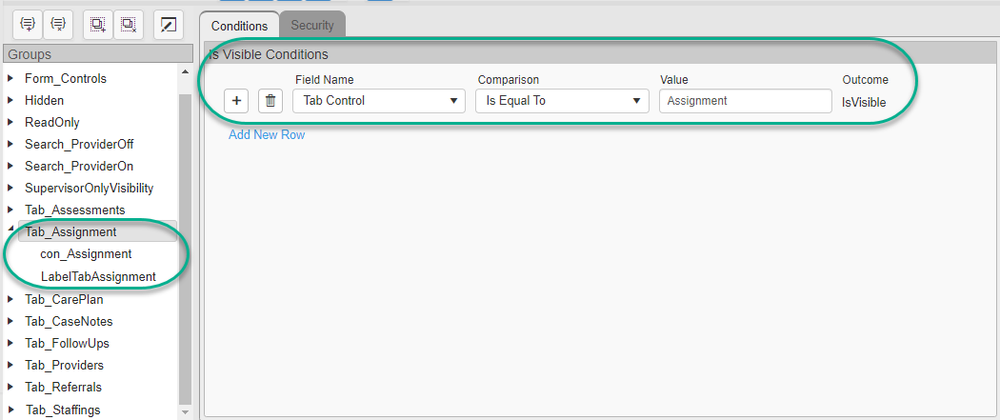 Conditions
Security
Groups
Form_Controls
Hidden
ReadOnly
Search_ProviderOff
Search_ProviderOn
SupervisorOnlyVisibility
Tab_Assessments
Tab_Assignment
con_Assignment
LabelTabAssignment
Tab_CarePlan
Tab_CaseNotes
Tab_FollowUps
Tab_Providers
Tab_Referrals
Tab_Staffings
Is Visible Conditions
Field Name Comparison Value Outcome
Tab Control Is Equal To Assignment IsVisible
Add New Row